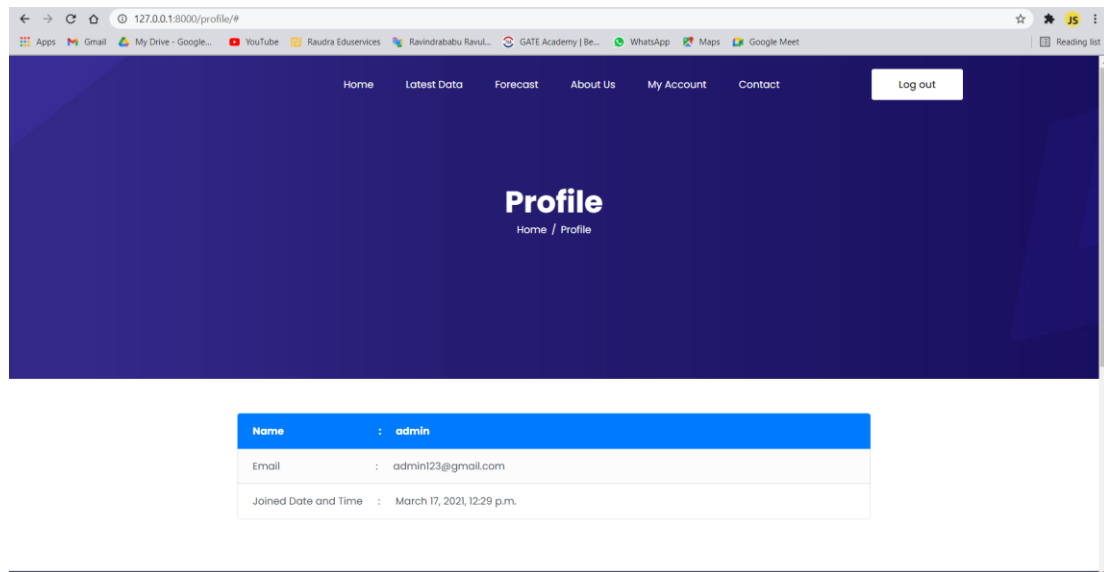 127.0.0.1:8000/profile/#
JS
Apps Gmail My Drive - Google... YouTube Raudra Eduservices Ravindrababu Ravul... GATE Academy | Be... WhatsApp Maps Google Meet Reading list
Home Latest Data Forecast About Us My Account Contact Log out
Profile
Home / Profile
Name : admin
Email : admin123@gmail.com
Joined Date and Time : March 17, 2021, 12:29 p.m.